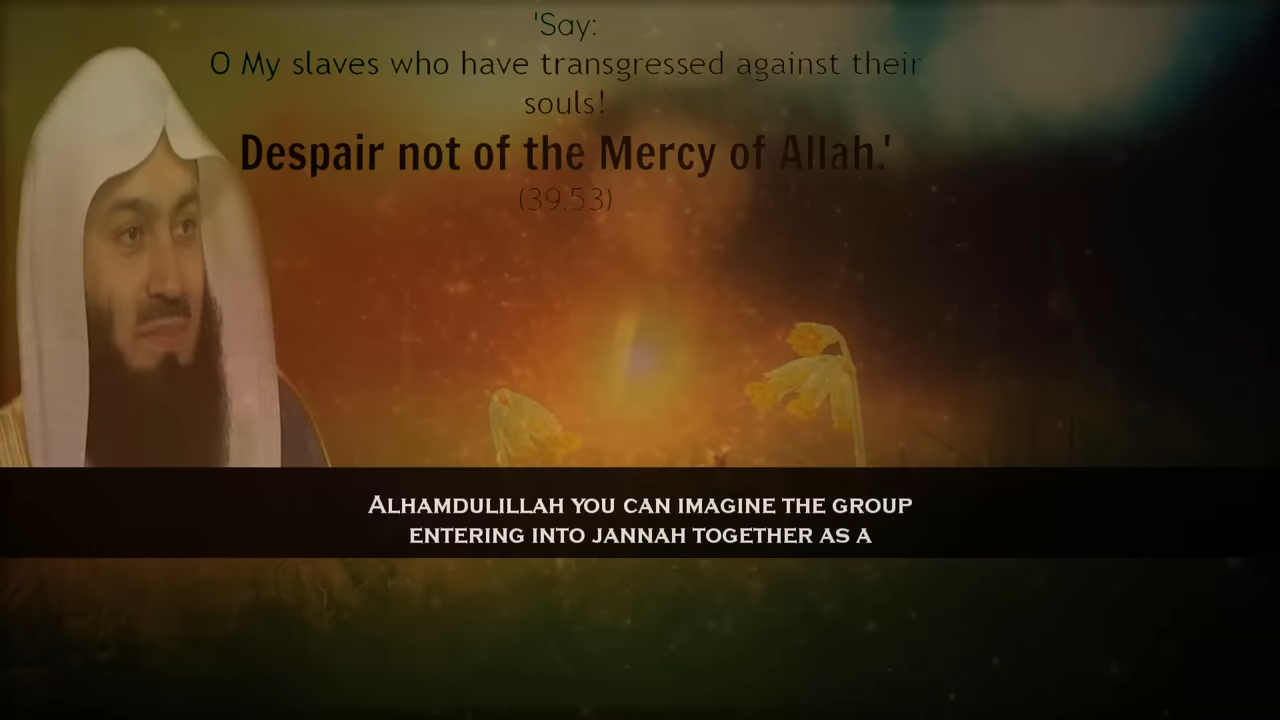 'Say:
O My slaves who have transgressed against their
souls!
Despair not of the Mercy of Allah.'
(39.53)
Alhamdulillah you can imagine the group
entering into jannah together as a